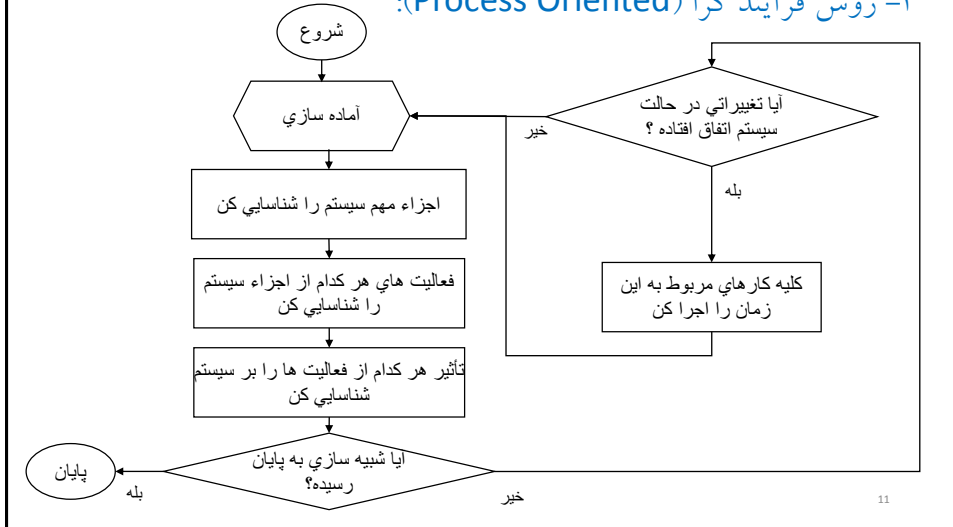 ۲- روش فرآیند گرا (Process Oriented):
شروع
آماده سازي
اجزاء مهم سيستم را شناسايي كن
فعاليت هاي هر كدام از اجزاء سيستم
را شناسايي كن
تأثير هر كدام از فعاليت ها را بر سيستم
شناسايي كن
آيا شبيه سازي به پايان
رسيده؟
بله
پايان
خير
آيا تغييراتي در حالت
سيستم اتفاق افتاده ؟
خير
بله
كليه كارهاي مربوط به اين
زمان را اجرا كن
11